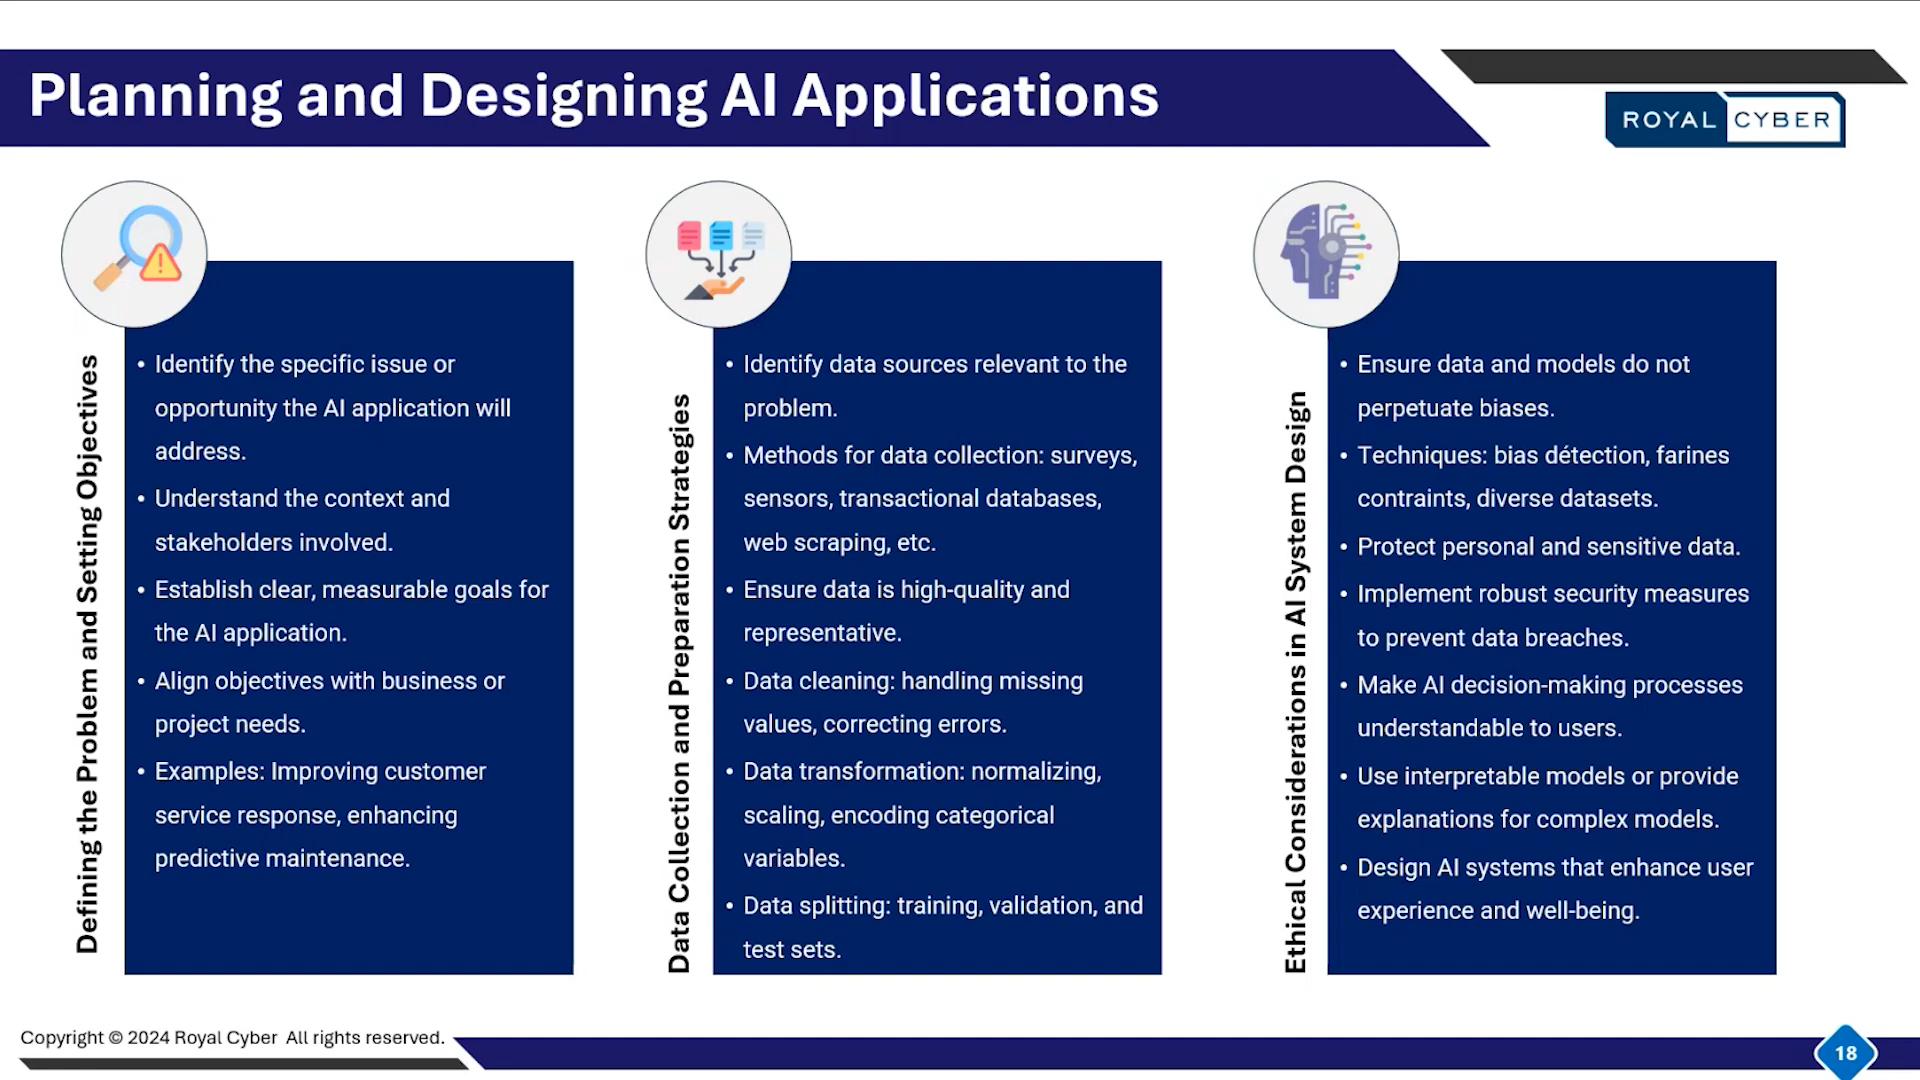 Planning and Designing AI Applications
ROYAL CYBER
Defining the Problem and Setting Objectives
• Identify the specific issue or
opportunity the AI application will
address.
• Understand the context and
stakeholders involved.
• Establish clear, measurable goals for
the AI application.
• Align objectives with business or
project needs.
• Examples: Improving customer
service response, enhancing
predictive maintenance.
Data Collection and Preparation Strategies
• Identify data sources relevant to the
problem.
• Methods for data collection: surveys,
sensors, transactional databases,
web scraping, etc.
• Ensure data is high-quality and
representative.
• Data cleaning: handling missing
values, correcting errors.
• Data transformation: normalizing,
scaling, encoding categorical
variables.
• Data splitting: training, validation, and
test sets.
Ethical Considerations in AI System Design
• Ensure data and models do not
perpetuate biases.
• Techniques: bias détection, farines
contraints, diverse datasets.
• Protect personal and sensitive data.
• Implement robust security measures
to prevent data breaches.
• Make AI decision-making processes
understandable to users.
• Use interpretable models or provide
explanations for complex models.
• Design AI systems that enhance user
experience and well-being.
Copyright © 2024 Royal Cyber All rights reserved.
18